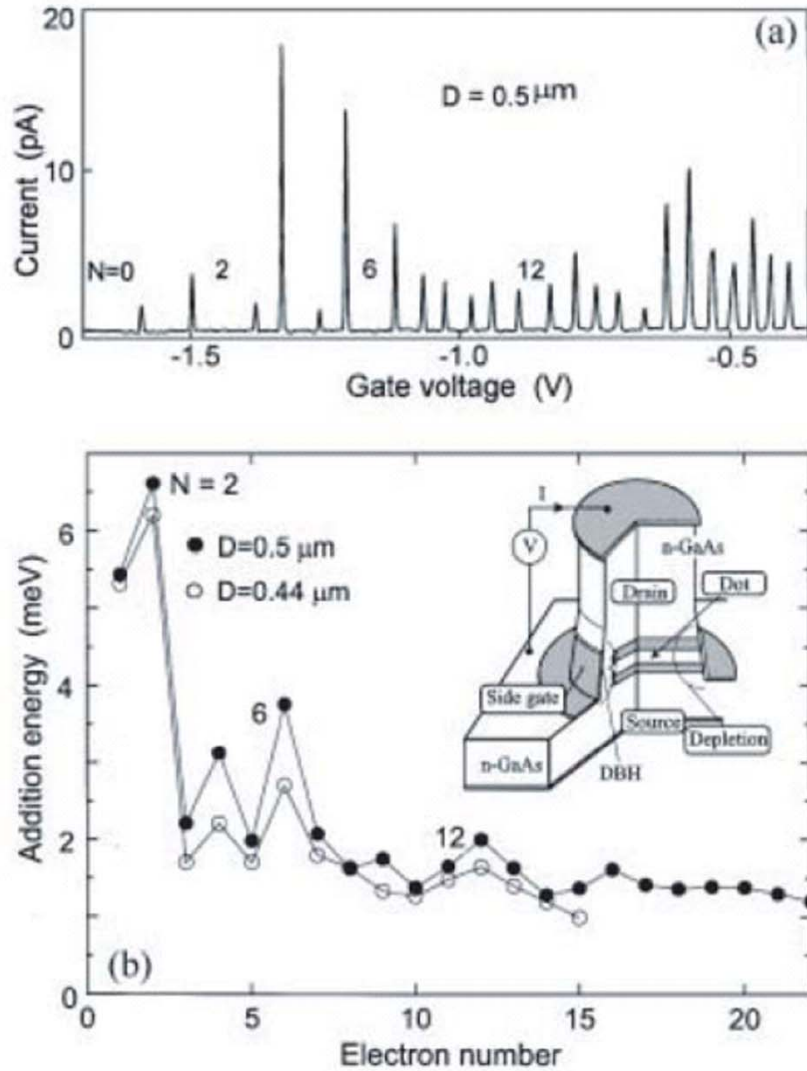 20
(a)
D = 0.5 μm
Current (pA)
10
N=0
2
6
12
0
-1.5
-1.0
-0.5
Gate voltage (V)
N = 2
D=0.5 μm
D=0.44 μm
6
Addition energy (meV)
6
4
2
0
12
(b)
I
V
n-GaAs
Drain
Dot
Side gate
Source
Depletion
n-GaAs
DBH
0
5
10
15
20
Electron number